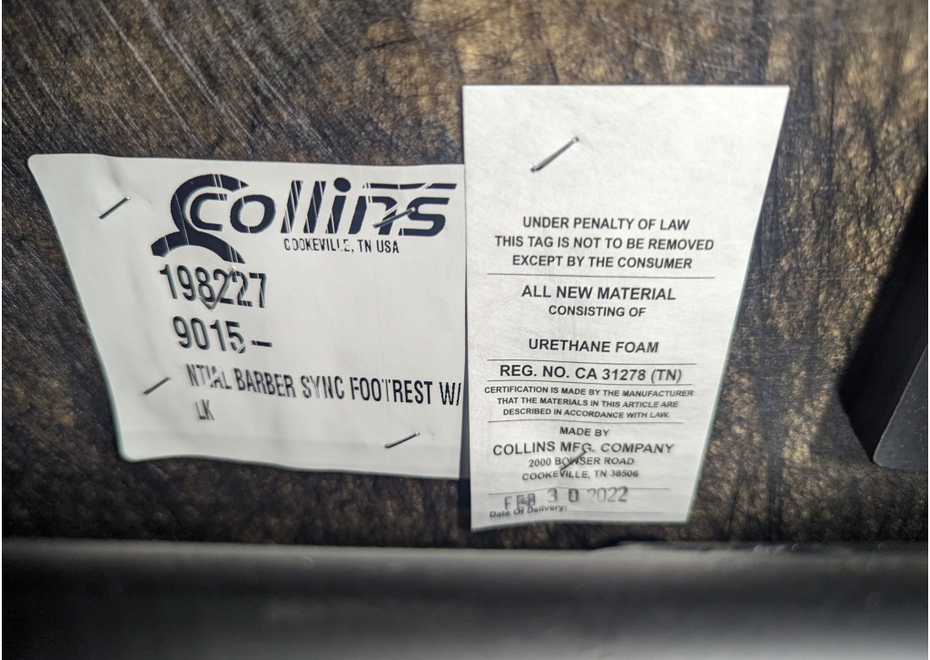 Collins
COOKEVILLE, TN USA
198227
9015-
NTIAL BARBER SYNC FOOTREST W/
LK
UNDER PENALTY OF LAW
THIS TAG IS NOT TO BE REMOVED
EXCEPT BY THE CONSUMER
ALL NEW MATERIAL
CONSISTING OF
URETHANE FOAM
REG. NO. CA 31278 (TN)
CERTIFICATION IS MADE BY THE MANUFACTURER
THAT THE MATERIALS IN THIS ARTICLE ARE
DESCRIBED IN ACCORDANCE WITH LAW.
MADE BY
COLLINS MFG. COMPANY
2000 BOWSER ROAD
COOKEVILLE, TN 38506
FEB 30 2022
Date Of Delivery: